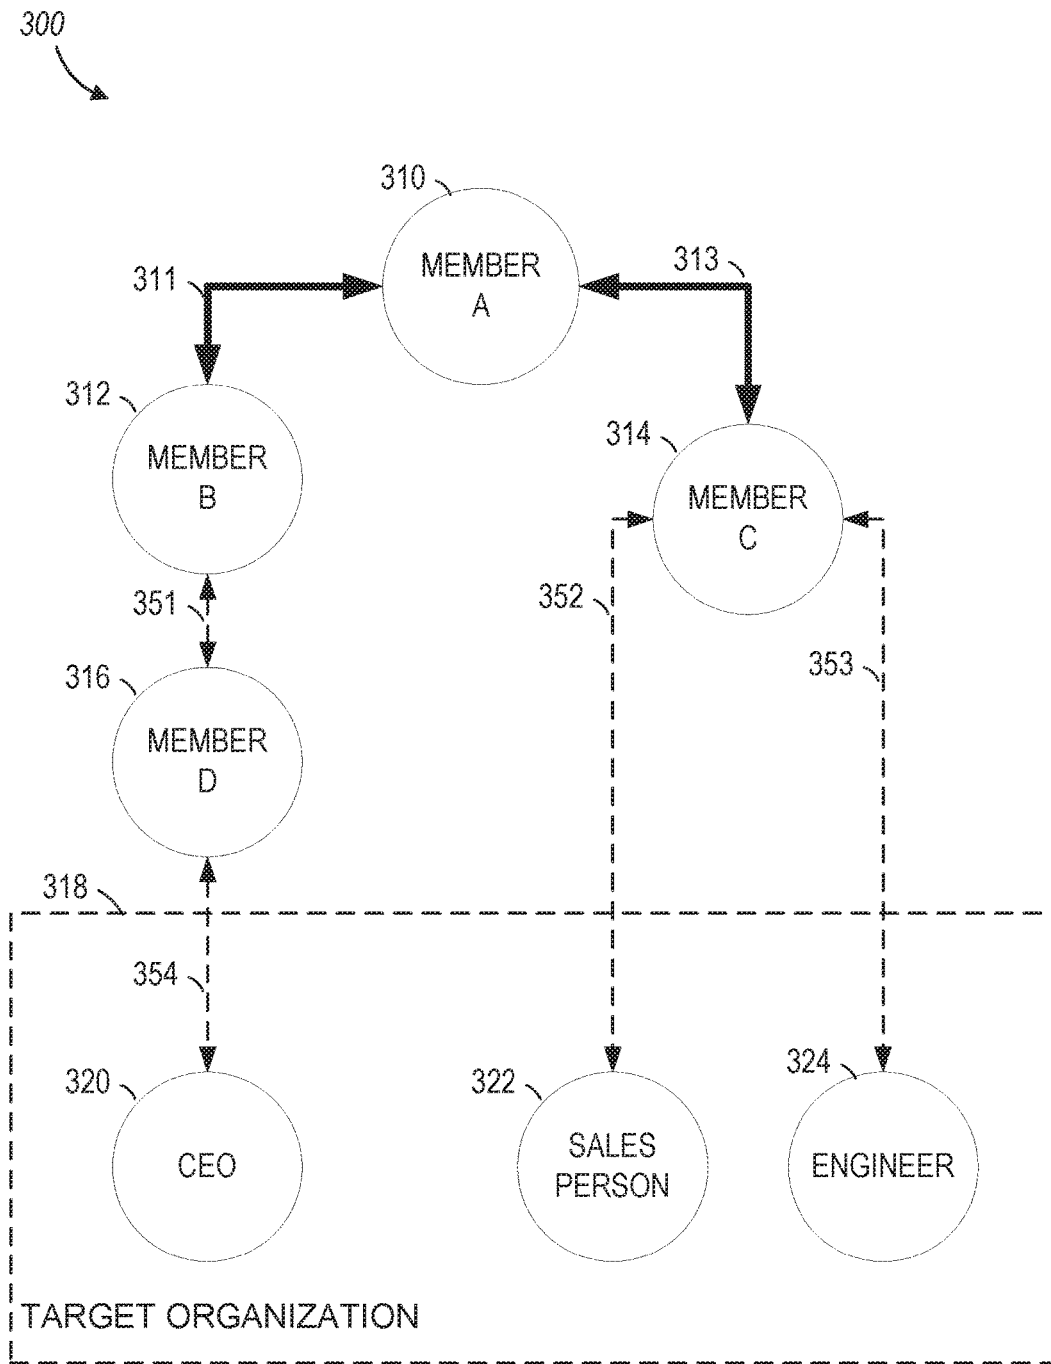 300
310
MEMBER
A
311
313
312
MEMBER
B
314
MEMBER
C
351
352
353
316
MEMBER
D
318
354
320
CEO
322
SALES
PERSON
324
ENGINEER
TARGET ORGANIZATION